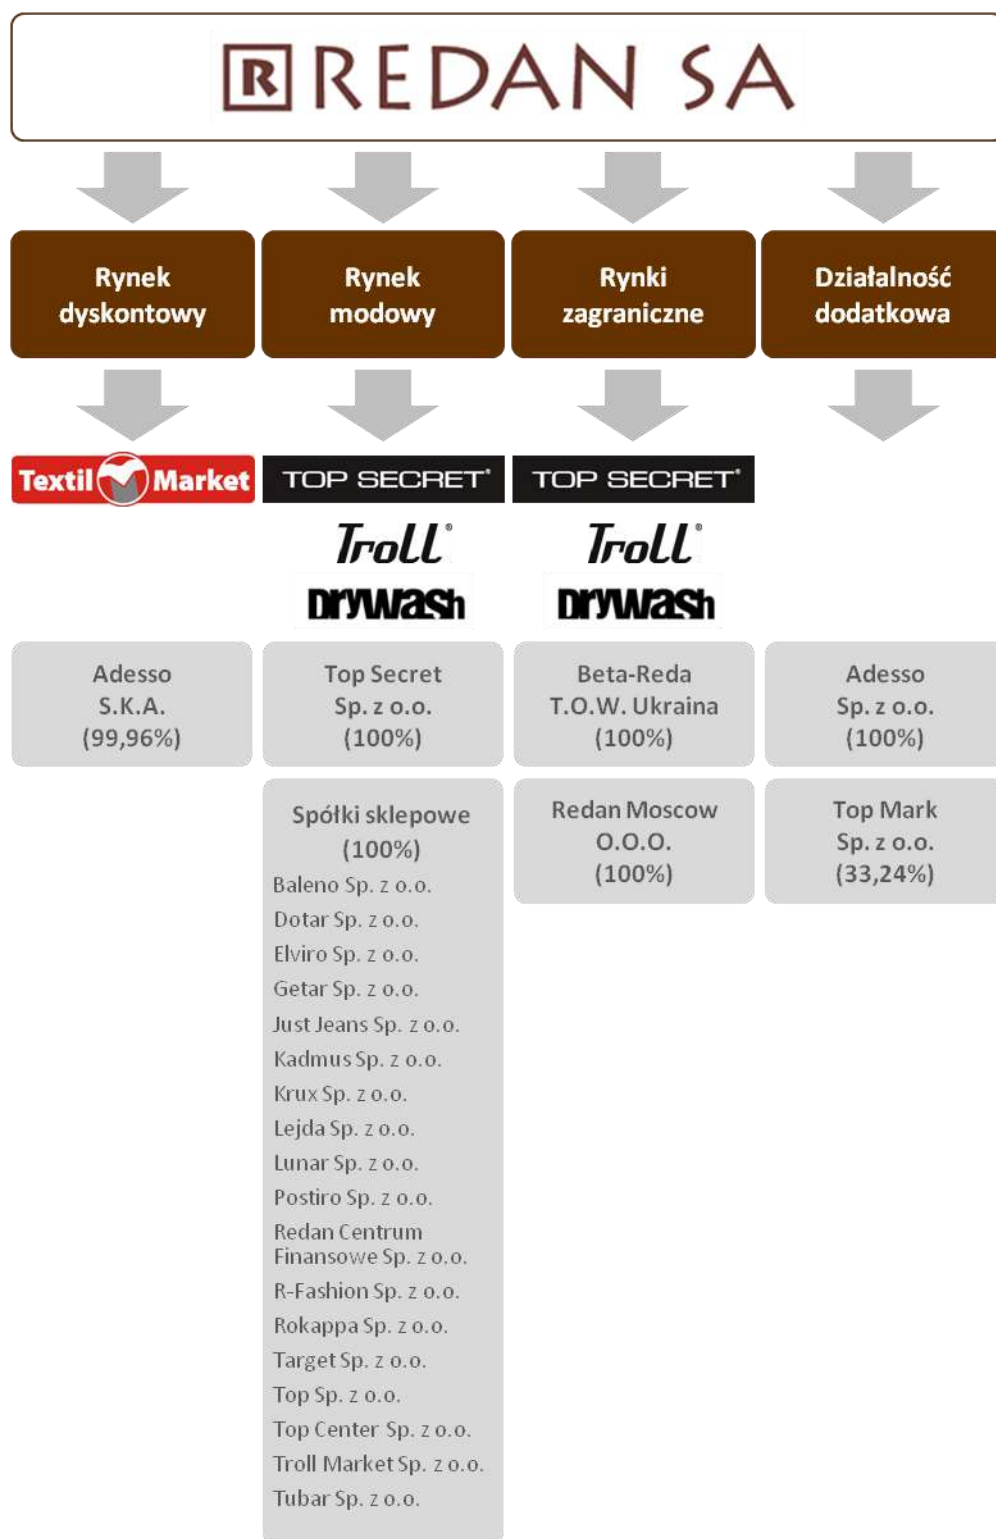 R REDAN SA
Rynek
dyskontowy
Rynek
modowy
Rynki
zagraniczne
Działalność
dodatkowa
Textil Market
TOP SECRET®
TOP SECRET®
Troll®
Troll®
Drywash
Drywash
Adesso
S.K.A.
(99,96%)
Top Secret
Sp. z o.o.
(100%)
Beta-Reda
T.O.W. Ukraina
(100%)
Adesso
Sp. z o.o.
(100%)
Spółki sklepowe
(100%)
Baleno Sp. z o.o.
Dotar Sp. z o.o.
Elviro Sp. z o.o.
Getar Sp. z o.o.
Just Jeans Sp. z o.o.
Kadmus Sp. z o.o.
Krux Sp. z o.o.
Lejda Sp. z o.o.
Lunar Sp. z o.o.
Postiro Sp. z o.o.
Redan Centrum
Finansowe Sp. z o.o.
R-Fashion Sp. z o.o.
Rokappa Sp. z o.o.
Target Sp. z o.o.
Top Sp. z o.o.
Top Center Sp. z o.o.
Troll Market Sp. z o.o.
Tubar Sp. z o.o.
Redan Moscow
O.O.O.
(100%)
Top Mark
Sp. z o.o.
(33,24%)